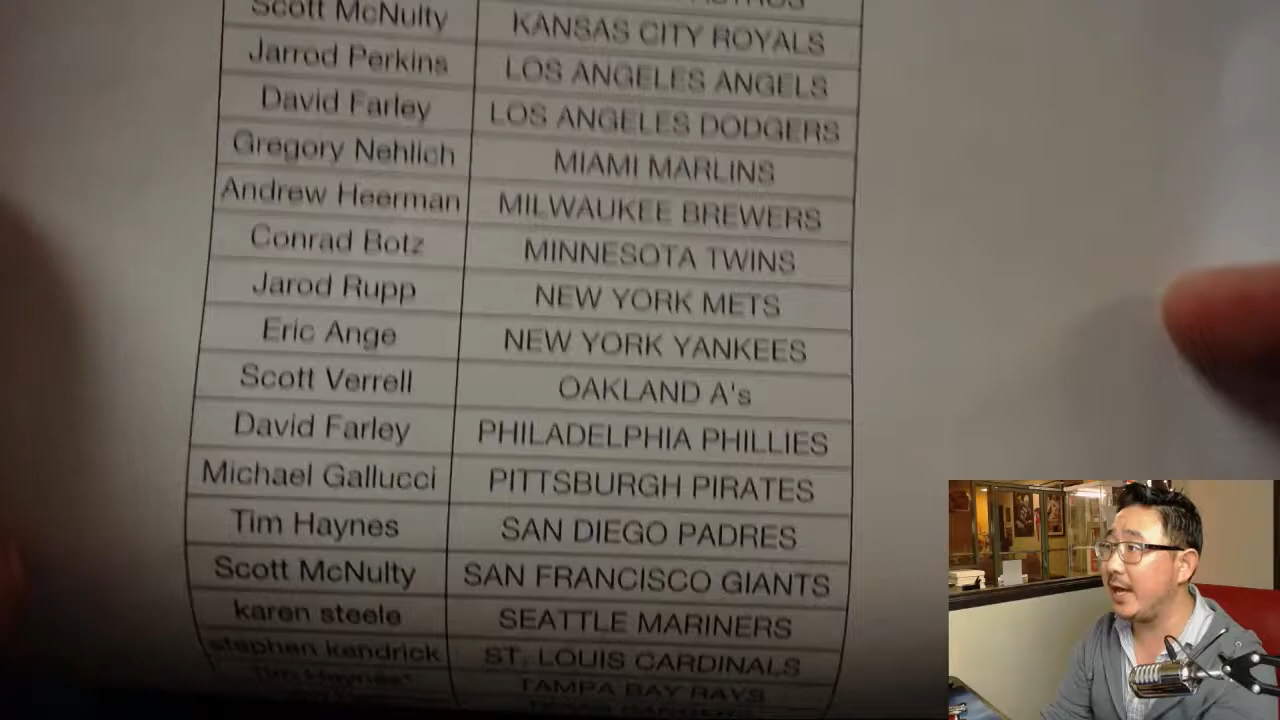 Scott McNulty KANSAS CITY ROYALS
Jarrod Perkins LOS ANGELES ANGELS
David Farley LOS ANGELES DODGERS
Gregory Nehlich MIAMI MARLINS
Andrew Heerman MILWAUKEE BREWERS
Conrad Botz MINNESOTA TWINS
Jarod Rupp NEW YORK METS
Eric Ange NEW YORK YANKEES
Scott Verrell OAKLAND A's
David Farley PHILADELPHIA PHILLIES
Michael Gallucci PITTSBURGH PIRATES
Tim Haynes SAN DIEGO PADRES
Scott McNulty SAN FRANCISCO GIANTS
karen steele SEATTLE MARINERS
stephen kendrick ST. LOUIS CARDINALS
Tim Haynes* TAMPA BAY RAYS